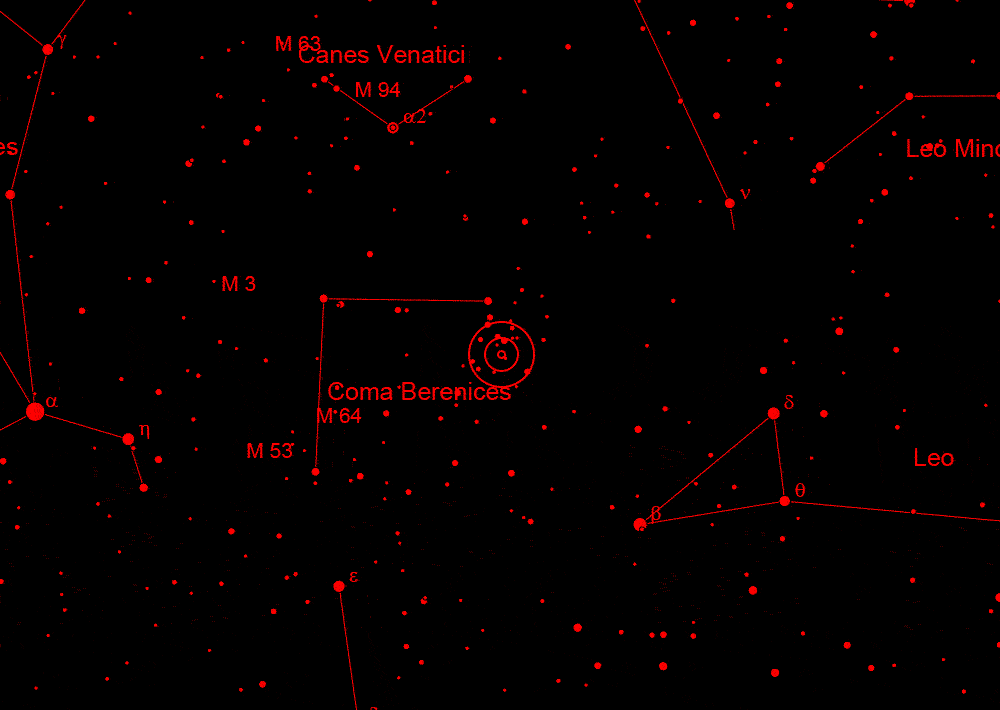 γ
M 63
Canes Venatici
M 94
α2
es
Leo Mino
ν
M 3
Coma Berenices
α
δ
M 64
η
M 53
Leo
θ
β
ε